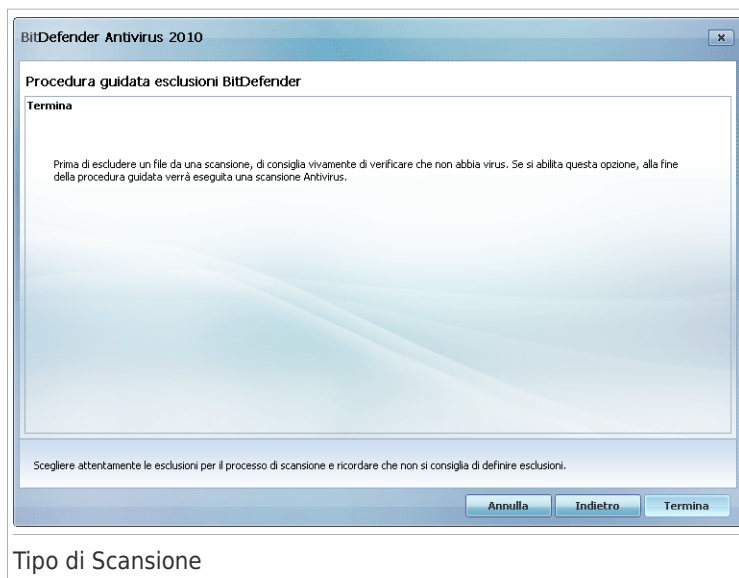 BitDefender Antivirus 2010
x
Procedura guidata esclusioni BitDefender
Termina
Prima di escludere un file da una scansione, di consiglia vivamente di verificare che non abbia virus. Se si abilita questa opzione, alla fine
della procedura guidata verrà eseguita una scansione Antivirus.
Scegliere attentamente le esclusioni per il processo di scansione e ricordare che non si consiglia di definire esclusioni.
Annulla Indietro Termina
Tipo di Scansione